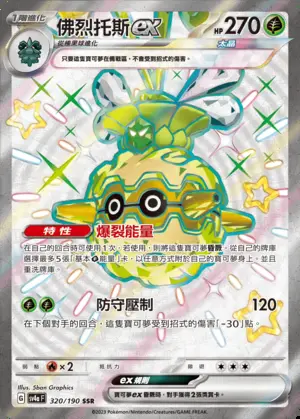 1階進化
佛烈托斯ex
HP 270
從榛果球進化
太晶
只要這隻寶可夢在備戰區,不會受到招式的傷害。
特性 爆裂能量
在自己的回合時可使用1次,若使用,則將這隻寶可夢昏厥,從自己的牌庫
選擇最多5張「基本 能量」卡,以任意方式附於自己的寶可夢身上,並且
重洗牌庫。
防守壓制 120
在下個對手的回合,這隻寶可夢受到招式的傷害「-30」點。
弱點 ×2
抵抗力
撤退
Illus. 5ban Graphics
ex規則
寶可夢ex昏厥時,對手獲得2張獎賞卡。
G sv4a F 320/190 SSR
©2023 Pokémon/Nintendo/Creatures/GAME FREAK.